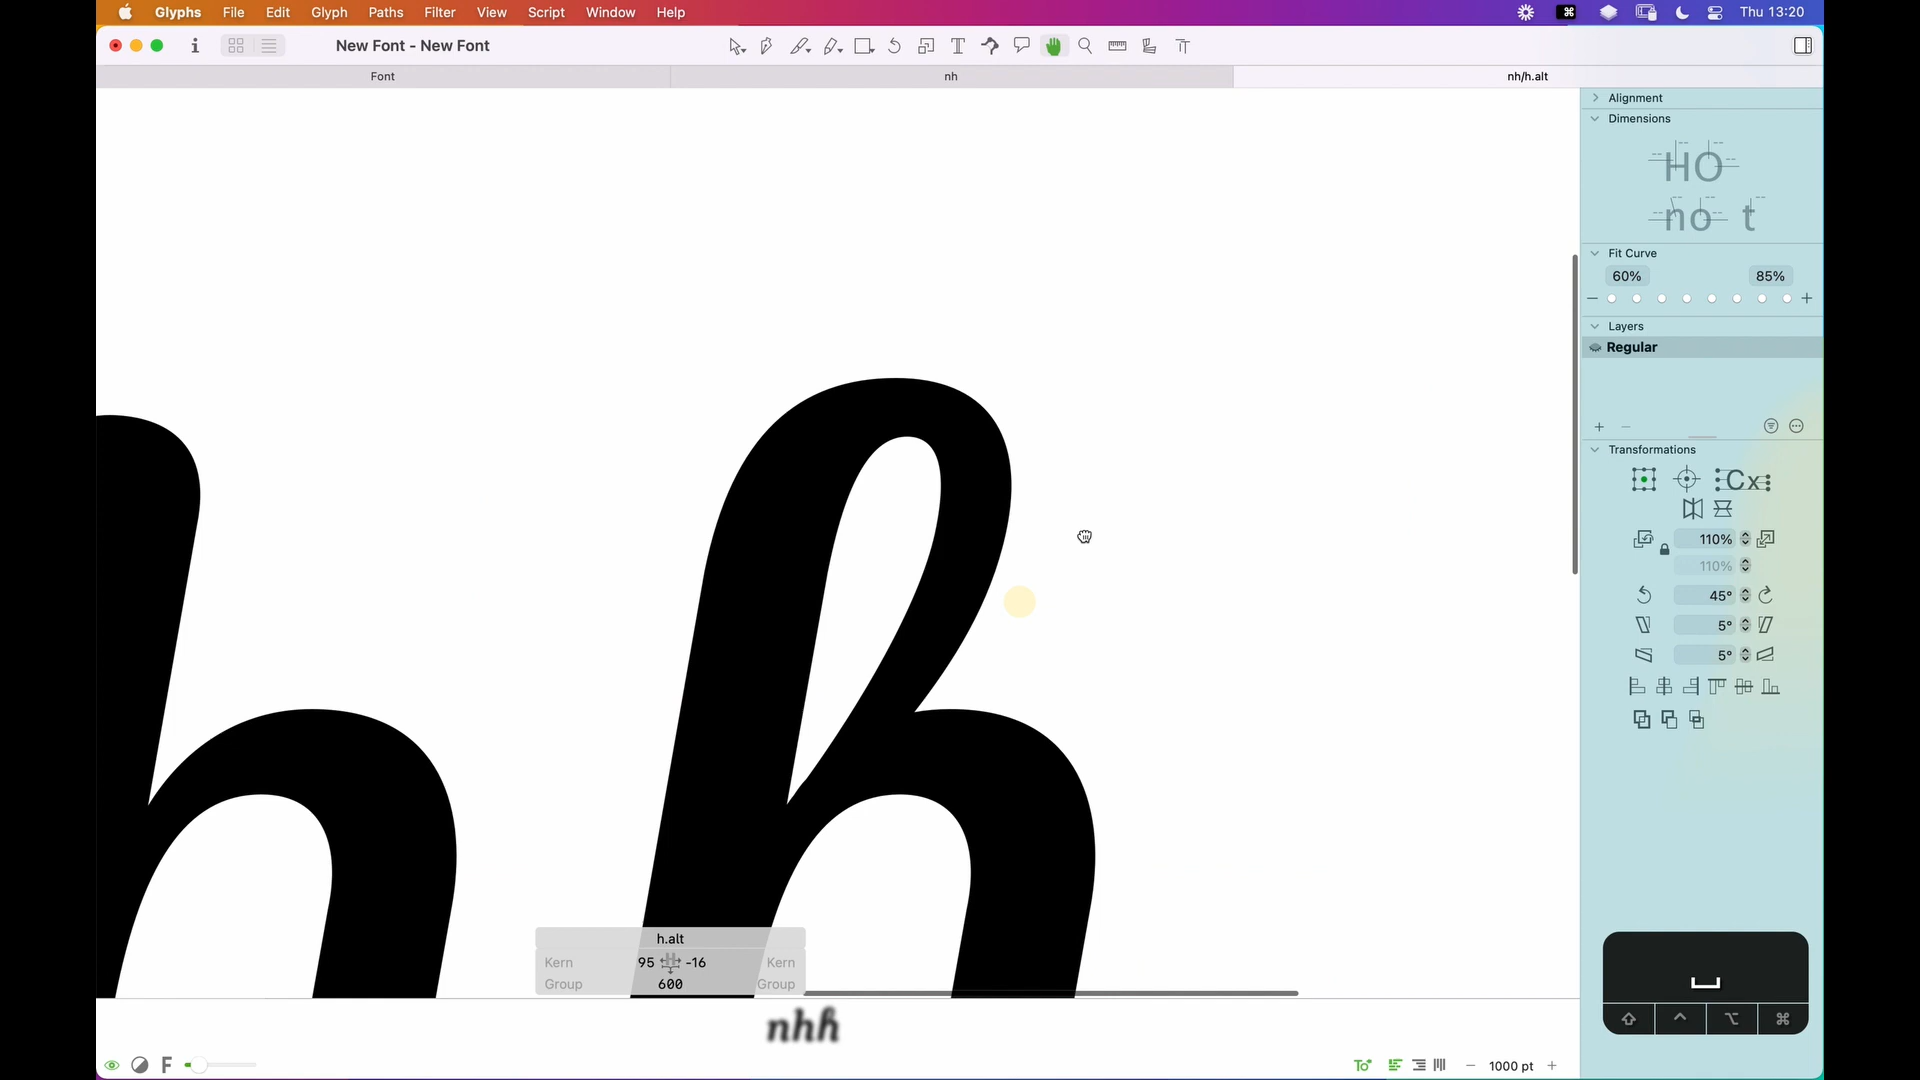 Glyphs File Edit Glyph Paths Filter View Script Window Help Thu 13:20
New Font - New Font
Font nh nh/h.alt
Alignment
Dimensions
HO
no t
Fit Curve
60% 85%
Layers
Regular
Transformations
Cx
110%
110%
45°
5°
5°
h h
h.alt
Kern 95 -16 Kern
Group 600 Group
nhh
F
1000 pt